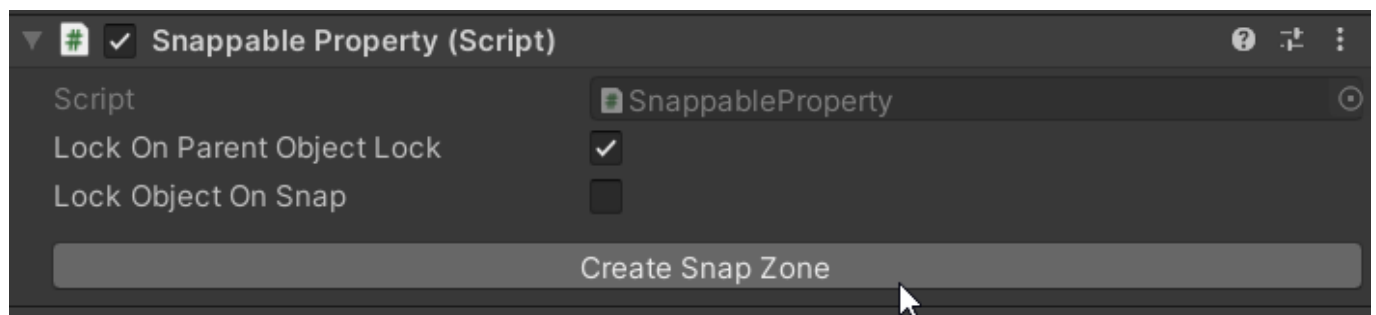 Snappable Property (Script)
Script SnappableProperty
Lock On Parent Object Lock
Lock Object On Snap
Create Snap Zone